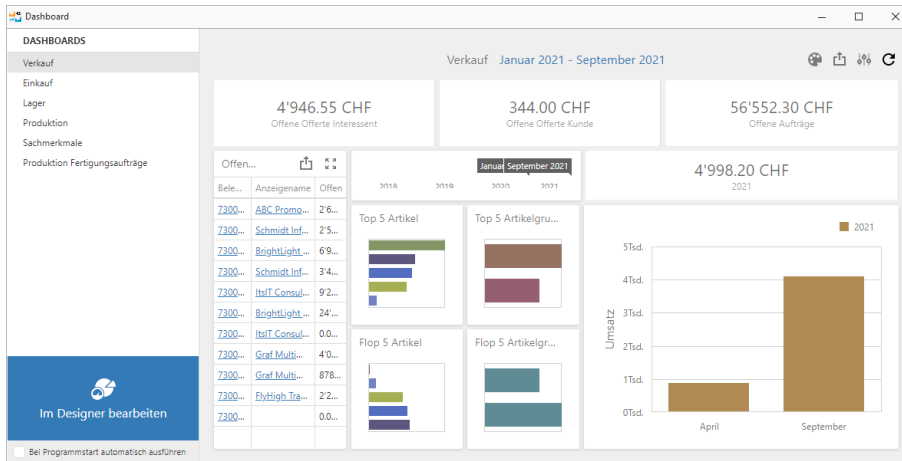 Dashboard
DASHBOARDS
Verkauf
Einkauf
Lager
Produktion
Sachmerkmale
Produktion Fertigungsaufträge
Im Designer bearbeiten
Bei Programmstart automatisch ausführen
Verkauf Januar 2021 - September 2021
4'946.55 CHF
Offene Offerte Interessent
344.00 CHF
Offene Offerte Kunde
56'552.30 CHF
Offene Aufträge
Offen...
Bele... Anzeigename Offen
7300... ABC Promo... 2'6...
7300... Schmidt Inf... 2'5...
7300... BrightLight ... 6'9...
7300... Schmidt Inf... 3'4...
7300... ItsIT Consul... 9'2...
7300... BrightLight ... 24'...
7300... ItsIT Consul... 0.0...
7300... Graf Multi... 4'0...
7300... Graf Multi... 878...
7300... FlyHigh Tra... 2'2...
7300... 0.0...
Januar September 2021
2018 2019 2020 2021
4'998.20 CHF
2021
Top 5 Artikel
Top 5 Artikelgru...
Flop 5 Artikel
Flop 5 Artikelgr...
2021
Umsatz
5Tsd.
4Tsd.
3Tsd.
2Tsd.
1Tsd.
0Tsd.
April September